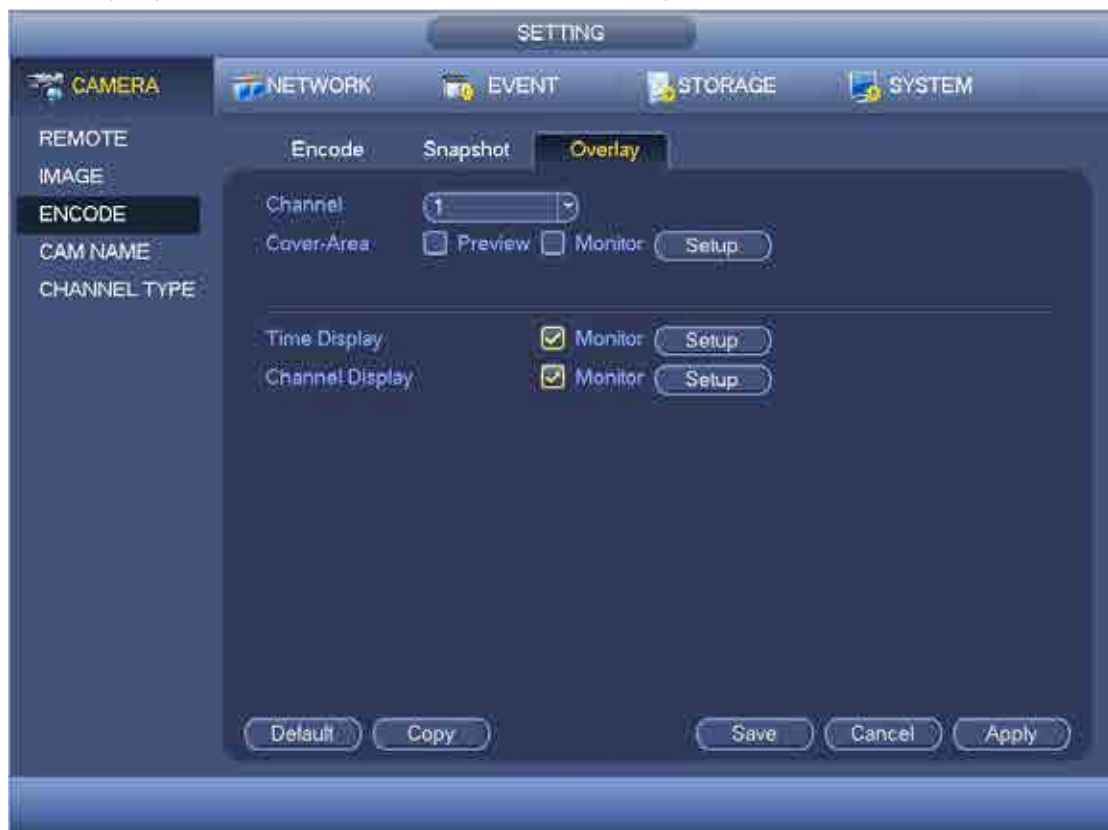 SETTING
CAMERA NETWORK EVENT STORAGE SYSTEM
REMOTE
IMAGE
ENCODE
CAM NAME
CHANNEL TYPE
Encode Snapshot Overlay
Channel 1
Cover-Area Preview Monitor Setup
Time Display Monitor Setup
Channel Display Monitor Setup
Default Copy Save Cancel Apply